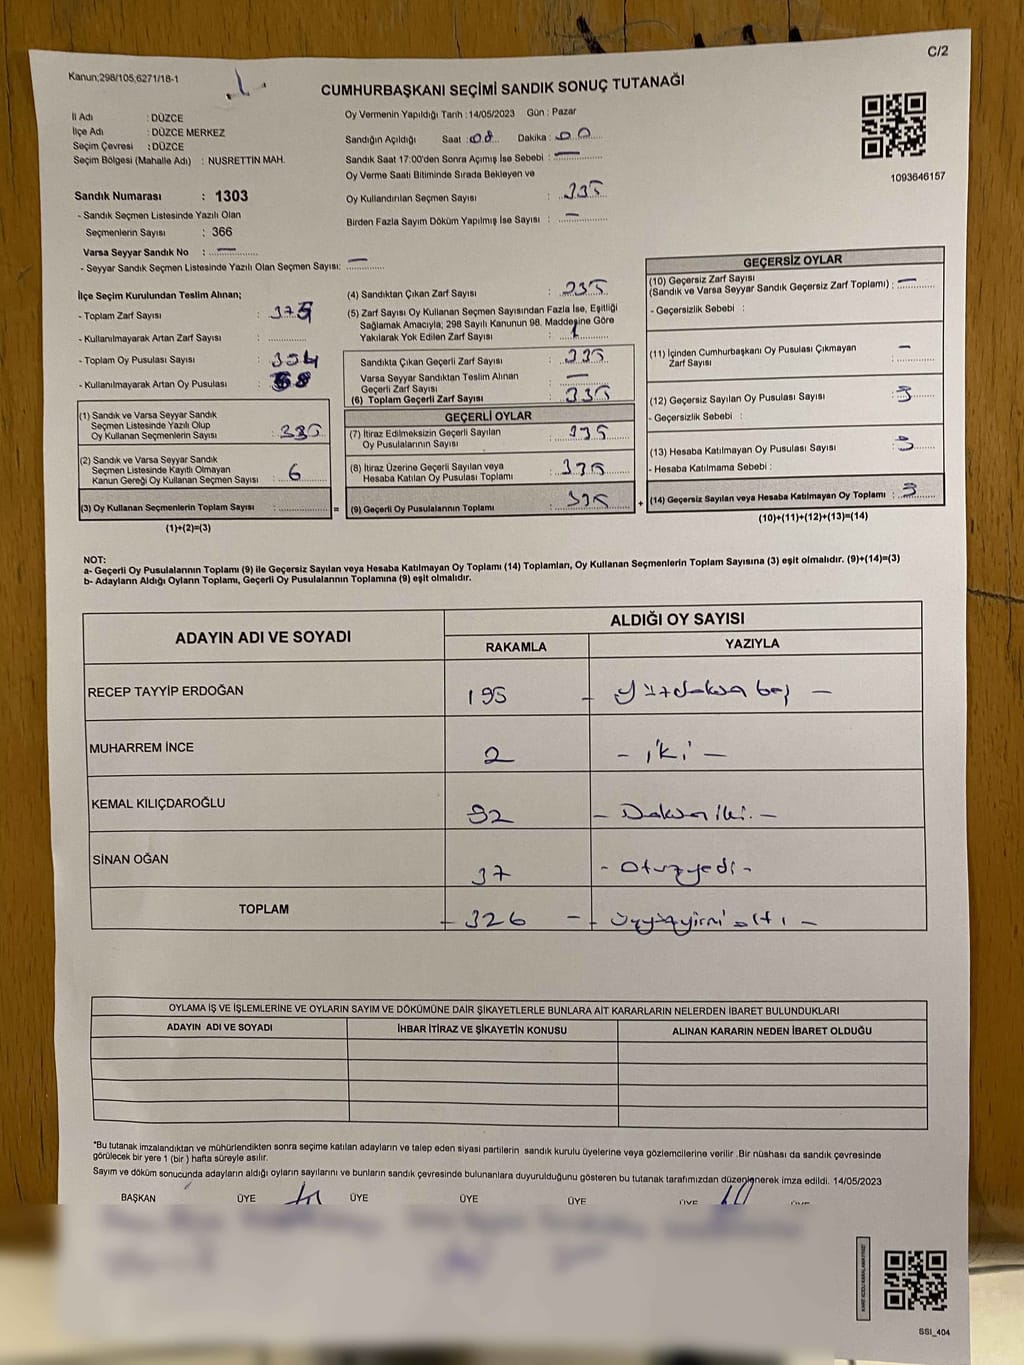 C/2
Kanun;298/105,6271/18-1
CUMHURBAŞKANI SEÇİMİ SANDIK SONUÇ TUTANAĞI
İl Adı : DÜZCE
İlçe Adı : DÜZCE MERKEZ
Seçim Çevresi : DÜZCE
Seçim Bölgesi (Mahalle Adı) : NUSRETTİN MAH.
Sandık Numarası : 1303
- Sandık Seçmen Listesinde Yazılı Olan
Seçmenlerin Sayısı : 366
Varsa Seyyar Sandık No : —
- Seyyar Sandık Seçmen Listesinde Yazılı Olan Seçmen Sayısı: —
Oy Vermenin Yapıldığı Tarih :14/05/2023 Gün : Pazar
Sandığın Açıldığı Saat :08 Dakika :00
Sandık Saat 17:00'den Sonra Açılmış İse Sebebi : —
Oy Verme Saati Bitiminde Sırada Bekleyen ve
Oy Kullandırılan Seçmen Sayısı :
Birden Fazla Sayım Döküm Yapılmış İse Sayısı : —
1093646157
İlçe Seçim Kurulundan Teslim Alınan;
- Toplam Zarf Sayısı :
- Kullanılmayarak Artan Zarf Sayısı :
- Toplam Oy Pusulası Sayısı :
- Kullanılmayarak Artan Oy Pusulası :
(1) Sandık ve Varsa Seyyar Sandık
Seçmen Listesinde Yazılı Olup
Oy Kullanan Seçmenlerin Sayısı :
(2) Sandık ve Varsa Seyyar Sandık
Seçmen Listesinde Kayıtlı Olmayan
Kanun Gereği Oy Kullanan Seçmen Sayısı : 6
(3) Oy Kullanan Seçmenlerin Toplam Sayısı :
(1)+(2)=(3)
=
(4) Sandıktan Çıkan Zarf Sayısı :
(5) Zarf Sayısı Oy Kullanan Seçmen Sayısından Fazla İse, Eşitliği
Sağlamak Amacıyla; 298 Sayılı Kanunun 98. Maddesine Göre
Yakılarak Yok Edilen Zarf Sayısı : 1
Sandıkta Çıkan Geçerli Zarf Sayısı :
Varsa Seyyar Sandıktan Teslim Alınan
Geçerli Zarf Sayısı : —
(6) Toplam Geçerli Zarf Sayısı :
GEÇERLİ OYLAR
(7) İtiraz Edilmeksizin Geçerli Sayılan
Oy Pusulalarının Sayısı :
(8) İtiraz Üzerine Geçerli Sayılan veya
Hesaba Katılan Oy Pusulası Toplamı :
(9) Geçerli Oy Pusulalarının Toplamı :
+
GEÇERSİZ OYLAR
(10) Geçersiz Zarf Sayısı
(Sandık ve Varsa Seyyar Sandık Geçersiz Zarf Toplamı) : —
- Geçersizlik Sebebi :
(11) İçinden Cumhurbaşkanı Oy Pusulası Çıkmayan
Zarf Sayısı : —
(12) Geçersiz Sayılan Oy Pusulası Sayısı : 3
- Geçersizlik Sebebi :
(13) Hesaba Katılmayan Oy Pusulası Sayısı : 3
- Hesaba Katılmama Sebebi :
(14) Geçersiz Sayılan veya Hesaba Katılmayan Oy Toplamı : 3
(10)+(11)+(12)+(13)=(14)
NOT:
a- Geçerli Oy Pusulalarının Toplamı (9) ile Geçersiz Sayılan veya Hesaba Katılmayan Oy Toplamı (14) Toplamları, Oy Kullanan Seçmenlerin Toplam Sayısına (3) eşit olmalıdır. (9)+(14)=(3)
b- Adayların Aldığı Oyların Toplamı, Geçerli Oy Pusulalarının Toplamına (9) eşit olmalıdır.
ADAYIN ADI VE SOYADI
ALDIĞI OY SAYISI
RAKAMLA YAZIYLA
RECEP TAYYİP ERDOĞAN 195 – yüzdoksan beş –
MUHARREM İNCE 2 – iki –
KEMAL KILIÇDAROĞLU 92 – Doksan iki. –
SİNAN OĞAN 37 – otuzyedi –
TOPLAM – 326 – – üçyüzyirmi altı –
OYLAMA İŞ VE İŞLEMLERİNE VE OYLARIN SAYIM VE DÖKÜMÜNE DAİR ŞİKAYETLERLE BUNLARA AİT KARARLARIN NELERDEN İBARET BULUNDUKLARI
ADAYIN ADI VE SOYADI İHBAR İTİRAZ VE ŞİKAYETİN KONUSU ALINAN KARARIN NEDEN İBARET OLDUĞU
*Bu tutanak imzalandıktan ve mühürlendikten sonra seçime katılan adayların ve talep eden siyasi partilerin sandık kurulu üyelerine veya gözlemcilerine verilir .Bir nüshası da sandık çevresinde
görülecek bir yere 1 (bir ) hafta süreyle asılır.
Sayım ve döküm sonucunda adayların aldığı oyların sayılarını ve bunların sandık çevresinde bulunanlara duyurulduğunu gösteren bu tutanak tarafımızdan düzenlenerek imza edildi. 14/05/2023
BAŞKAN ÜYE ÜYE ÜYE ÜYE ÜYE ÜYE
SSI_404